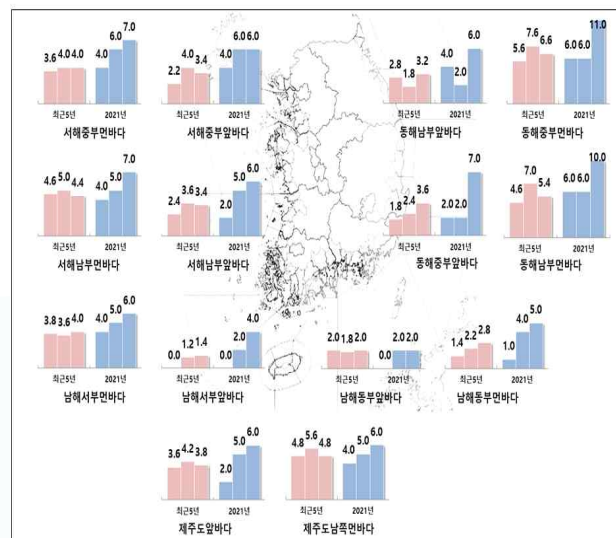 3.6 4.0 4.0 4.0 6.0 7.0
최근5년 2021년
서해중부먼바다
2.2 4.0 3.4 4.0 6.0 6.0
최근5년 2021년
서해중부앞바다
2.8 1.8 3.2 4.0 2.0 6.0
최근5년 2021년
동해남부앞바다
5.6 7.6 6.6 6.0 6.0 11.0
최근5년 2021년
동해중부먼바다
4.6 5.0 4.4 4.0 5.0 7.0
최근5년 2021년
서해남부먼바다
2.4 3.6 3.4 2.0 5.0 6.0
최근5년 2021년
서해남부앞바다
1.8 2.4 3.6 2.0 2.0 7.0
최근5년 2021년
동해중부앞바다
4.6 7.0 5.4 6.0 6.0 10.0
최근5년 2021년
동해남부먼바다
3.8 3.6 4.0 4.0 5.0 6.0
최근5년 2021년
남해서부먼바다
0.0 1.2 1.4 0.0 2.0 4.0
최근5년 2021년
남해서부앞바다
2.0 1.8 2.0 0.0 2.0 2.0
최근5년 2021년
남해동부앞바다
1.4 2.2 2.8 1.0 4.0 5.0
최근5년 2021년
남해동부먼바다
3.6 4.2 3.8 2.0 5.0 6.0
최근5년 2021년
제주도앞바다
4.8 5.6 4.8 4.0 5.0 6.0
최근5년 2021년
제주도남쪽먼바다